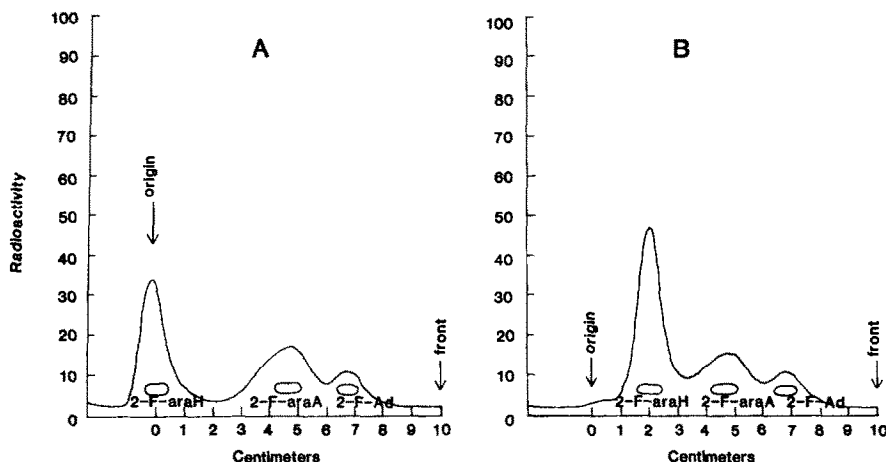 A
100
90
80
70
60
50
40
30
20
10
0
Radioactivity
origin
front
2-F-araH
2-F-araA
2-F-Ad
0 1 2 3 4 5 6 7 8 9 10
Centimeters
B
100
90
80
70
60
50
40
30
20
10
0
origin
front
2-F-araH
2-F-araA
2-F-Ad
0 1 2 3 4 5 6 7 8 9 10
Centimeters